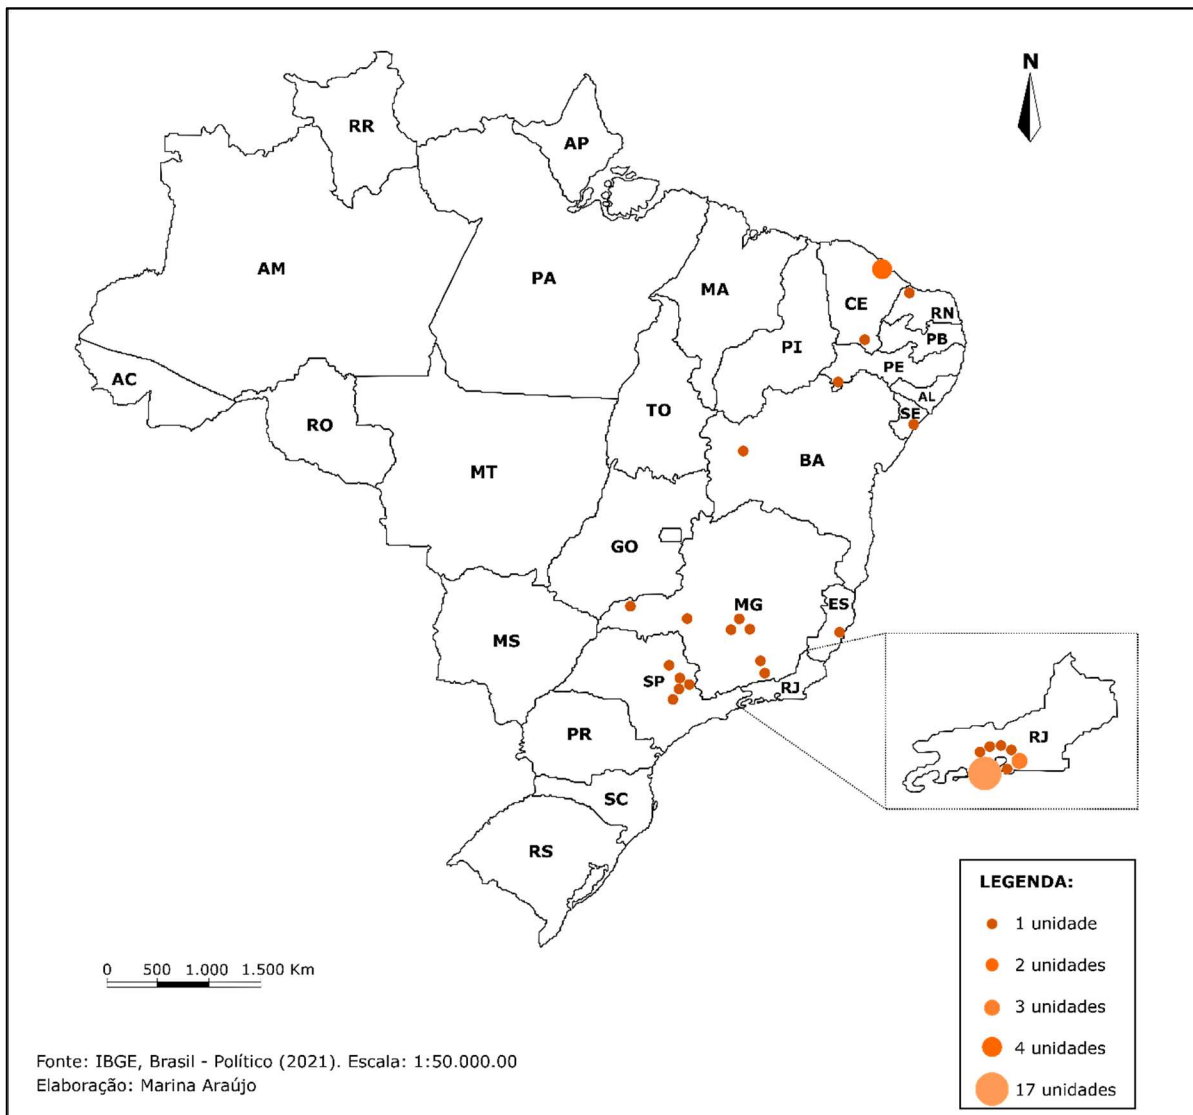 N
RR
AP
AM
PA
MA
CE
RN
PB
PI
PE
AC
AL
SE
TO
RO
BA
MT
GO
MG
ES
MS
SP
RJ
PR
RJ
SC
RS
LEGENDA:
1 unidade
2 unidades
3 unidades
4 unidades
17 unidades
0 500 1.000 1.500 Km
Fonte: IBGE, Brasil - Político (2021). Escala: 1:50.000.00
Elaboração: Marina Araújo